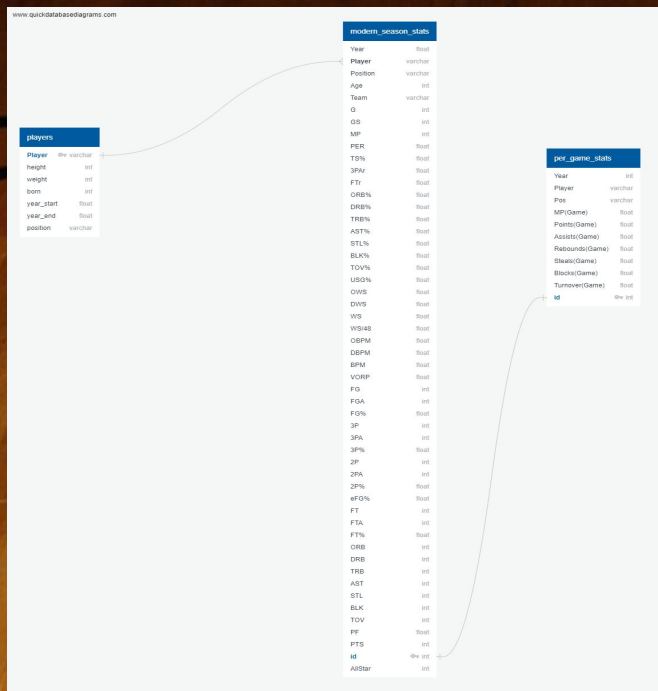 www.quickdatabasediagrams.com
players
Player varchar
height int
weight int
born int
year_start float
year_end float
position varchar
modern_season_stats
Year float
Player varchar
Position varchar
Age int
Team varchar
G int
GS int
MP int
PER float
TS% float
3PAr float
FTr float
ORB% float
DRB% float
TRB% float
AST% float
STL% float
BLK% float
TOV% float
USG% float
OWS float
DWS float
WS float
WS/48 float
OBPM float
DBPM float
BPM float
VORP float
FG int
FGA int
FG% float
3P int
3PA int
3P% float
2P int
2PA int
2P% float
eFG% float
FT int
FTA int
FT% float
ORB int
DRB int
TRB int
AST int
STL int
BLK int
TOV int
PF float
PTS int
id int
AllStar int
per_game_stats
Year int
Player varchar
Pos varchar
MP(Game) float
Points(Game) float
Assists(Game) float
Rebounds(Game) float
Steals(Game) float
Blocks(Game) float
Turnover(Game) float
id int